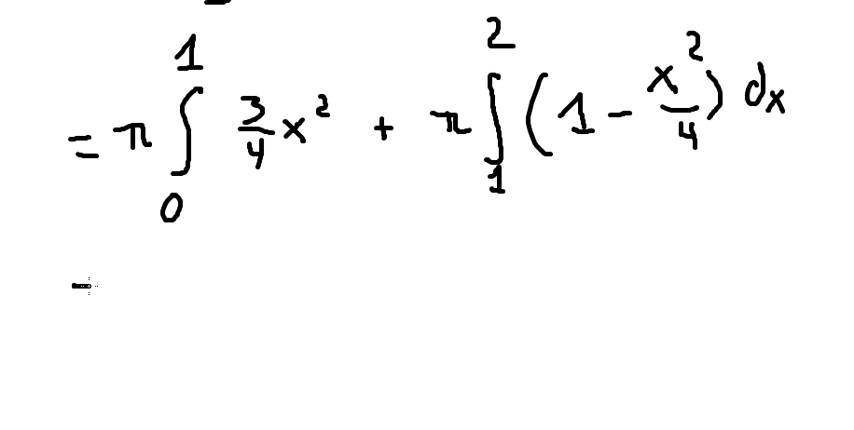 = π ∫₀¹ 3/4 x² + π ∫₁² (1 - x²/4) dx
=